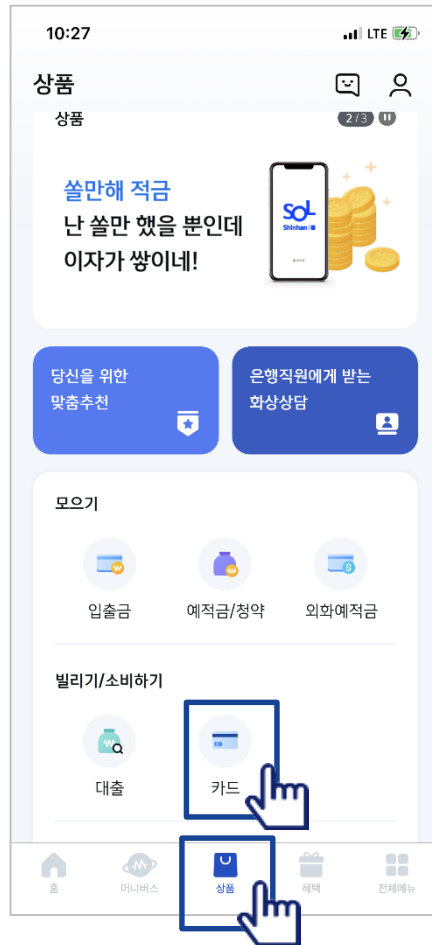 10:27
LTE
상품
상품
2/3
쏠만해 적금
난 쏠만 했을 뿐인데
이자가 쌓이네!
SOL
Shinhan
당신을 위한
맞춤추천
은행직원에게 받는
화상상담
모으기
입출금
예적금/청약
외화예적금
빌리기/소비하기
대출
카드
홈
머니버스
상품
혜택
전체메뉴